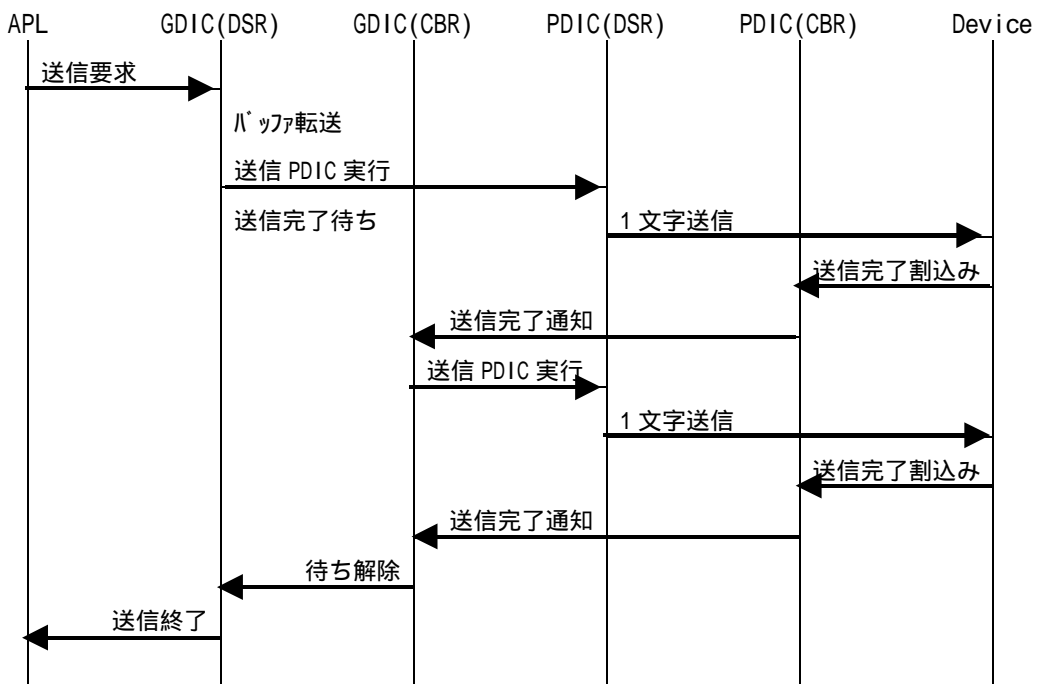 APL GDIC(DSR) GDIC(CBR) PDIC(DSR) PDIC(CBR) Device
送信要求
ﾊﾞｯﾌｧ転送
送信 PDIC 実行
送信完了待ち
1 文字送信
送信完了割込み
送信完了通知
送信 PDIC 実行
1 文字送信
送信完了割込み
送信完了通知
待ち解除
送信終了